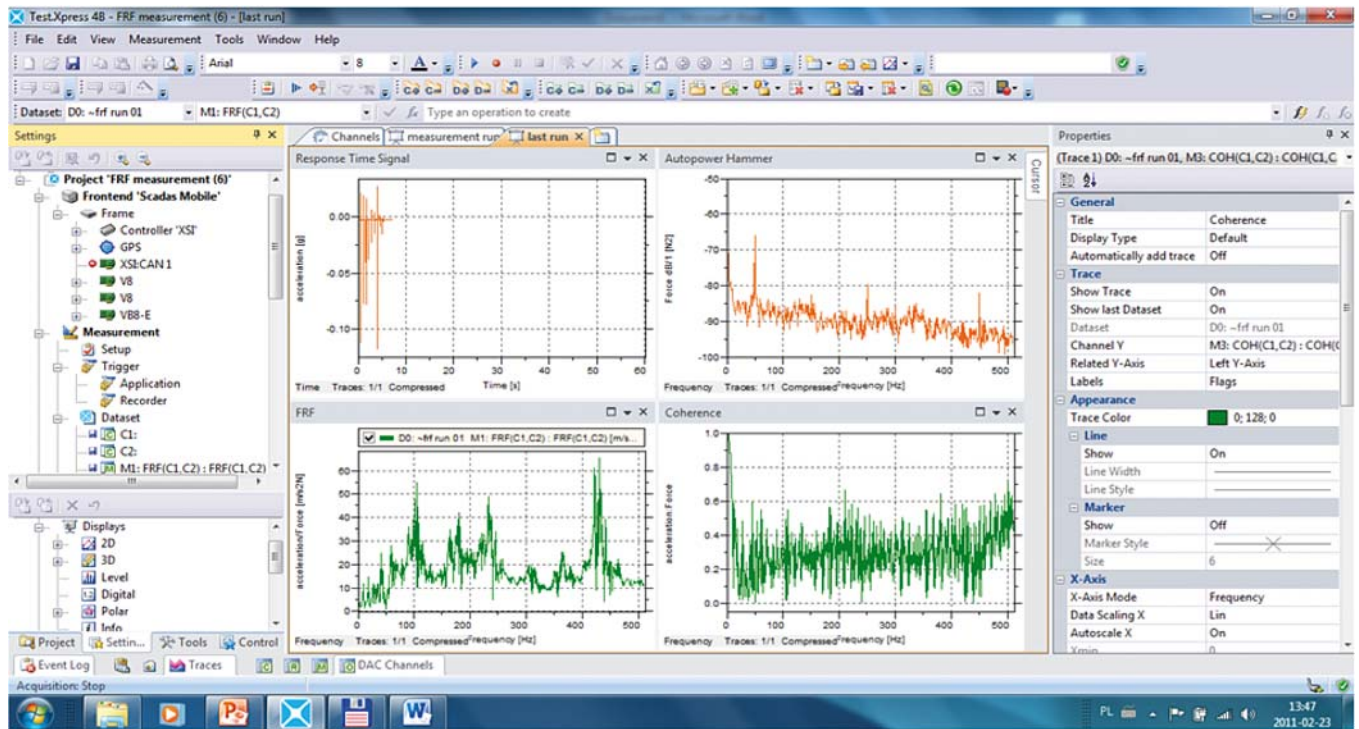 Test.Xpress 4B - FRF measurement (6) - [last run]
File Edit View Measurement Tools Window Help
Arial 8
Dataset: D0: ~frf run 01 M1: FRF(C1,C2) Type an operation to create
Settings
Project 'FRF measurement (6)'
Frontend 'Scadas Mobile'
Frame
Controller 'XSI'
GPS
XSI:CAN 1
V8
V8
VB8-E
Measurement
Setup
Trigger
Application
Recorder
Dataset
C1:
C2:
M1: FRF(C1,C2) : FRF(C1,C2)
Displays
2D
3D
Level
Digital
Polar
Info
Project Settin... Tools Control
Channels measurement run last run
Response Time Signal
acceleration [g]
0.00
-0.05
-0.10
0 10 20 30 40 50 60
Time Traces: 1/1 Compressed Time [s]
Autopower Hammer
Force dB/1 [N2]
-50
-60
-70
-80
-90
-100
0 100 200 300 400 500
Frequency Traces: 1/1 Compressed Frequency [Hz]
FRF
D0: ~frf run 01 M1: FRF(C1,C2) : FRF(C1,C2) [m/s...
acceleration/Force [m/s2N]
60
50
40
30
20
10
0
0 100 200 300 400 500
Frequency Traces: 1/1 Compressed Frequency [Hz]
Coherence
acceleration Force
1.0
0.8
0.6
0.4
0.2
0.0
0 100 200 300 400 500
Frequency Traces: 1/1 Compressed Frequency [Hz]
Cursor
Properties
(Trace 1) D0: ~frf run 01, M3: COH(C1,C2) : COH(C1,C
General
Title Coherence
Display Type Default
Automatically add trace Off
Trace
Show Trace On
Show last Dataset On
Dataset D0: ~frf run 01
Channel Y M3: COH(C1,C2) : COH(C
Related Y-Axis Left Y-Axis
Labels Flags
Appearance
Trace Color 0; 128; 0
Line
Show On
Line Width
Line Style
Marker
Show Off
Marker Style
Size 6
X-Axis
X-Axis Mode Frequency
Data Scaling X Lin
Autoscale X On
Xmin 0
Event Log Traces DAC Channels
Acquisition: Stop
PL 13:47
2011-02-23